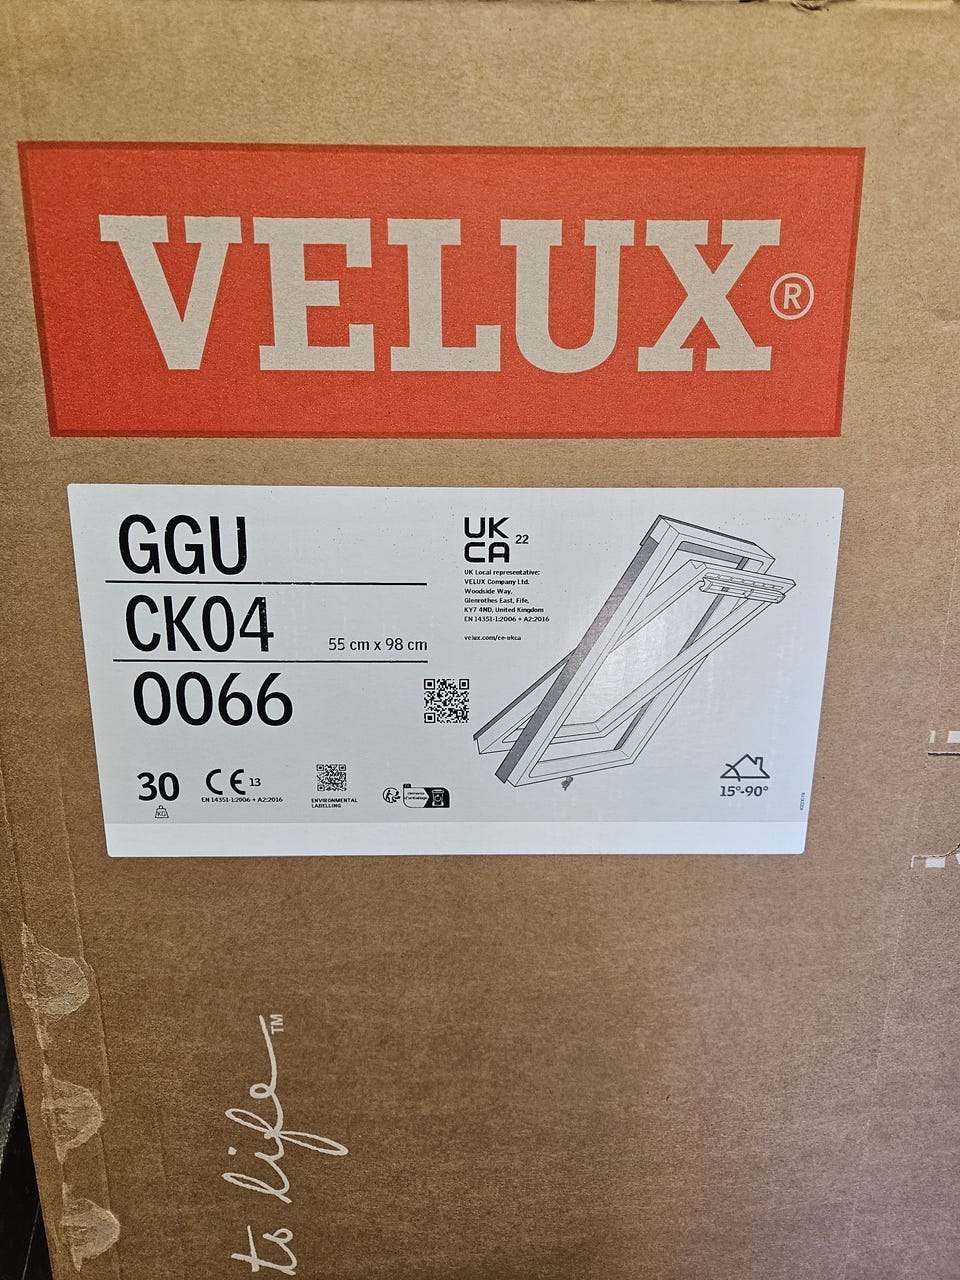 VELUX®
GGU
CK04
55 cm x 98 cm
0066
UK
CA 22
UK Local representative:
VELUX Company Ltd.
Woodside Way,
Glenrothes East, Fife,
KY7 4ND, United Kingdom
EN 14351-1:2006 + A2:2016
velux.com/ce-ukca
30
KG
CE 13
EN 14351-1:2006 + A2:2016
ENVIRONMENTAL
LABELLING
15°-90°
to life™